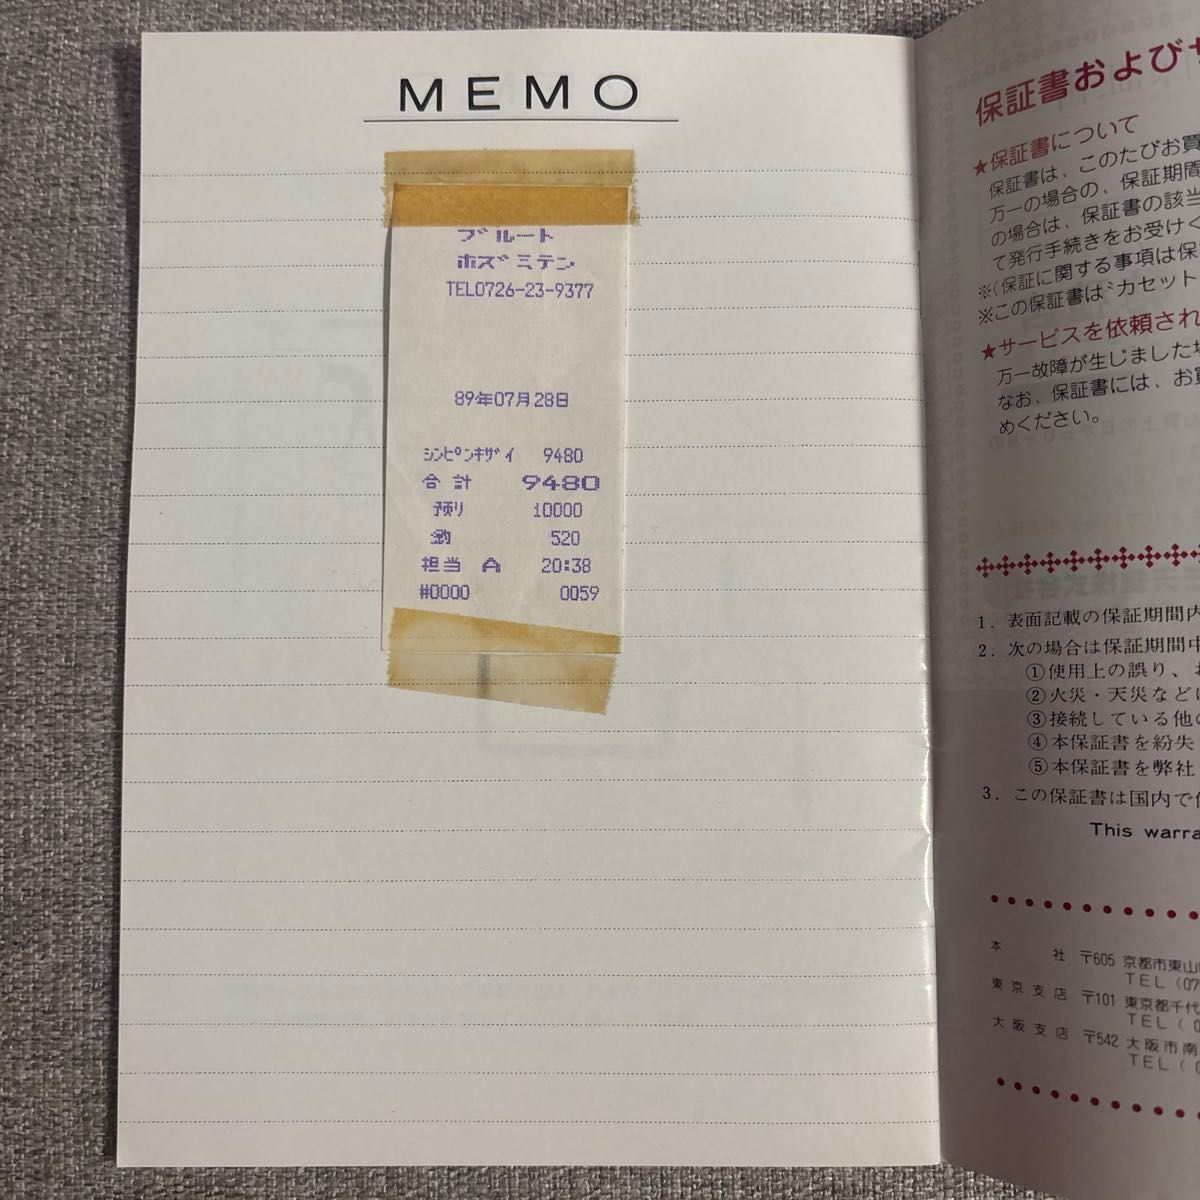 MEMO
ブルート
ホズミテン
TEL0726-23-9377
89年07月28日
シンピンキザイ 9480
合計 9480
預り 10000
釣 520
担当 A 20:38
#0000 0059
保証書およびサ
★保証書について
保証書は、このたびお買
万一の場合の、保証期間
の場合は、保証書の該当
て発行手続きをお受けく
※(保証に関する事項は保
※この保証書は〝カセット
★サービスを依頼され
万一故障が生じました
なお、保証書には、お
めください。
1. 表面記載の保証期間内
2. 次の場合は保証期間中
①使用上の誤り、
②火災・天災など
③接続している他の
④本保証書を紛失
⑤本保証書を弊社
3. この保証書は国内で
This warra
本社 〒605 京都市東山
TEL (07
東京支店 〒101 東京都千代
TEL ( 0
大阪支店 〒542 大阪市南
TEL ( 0